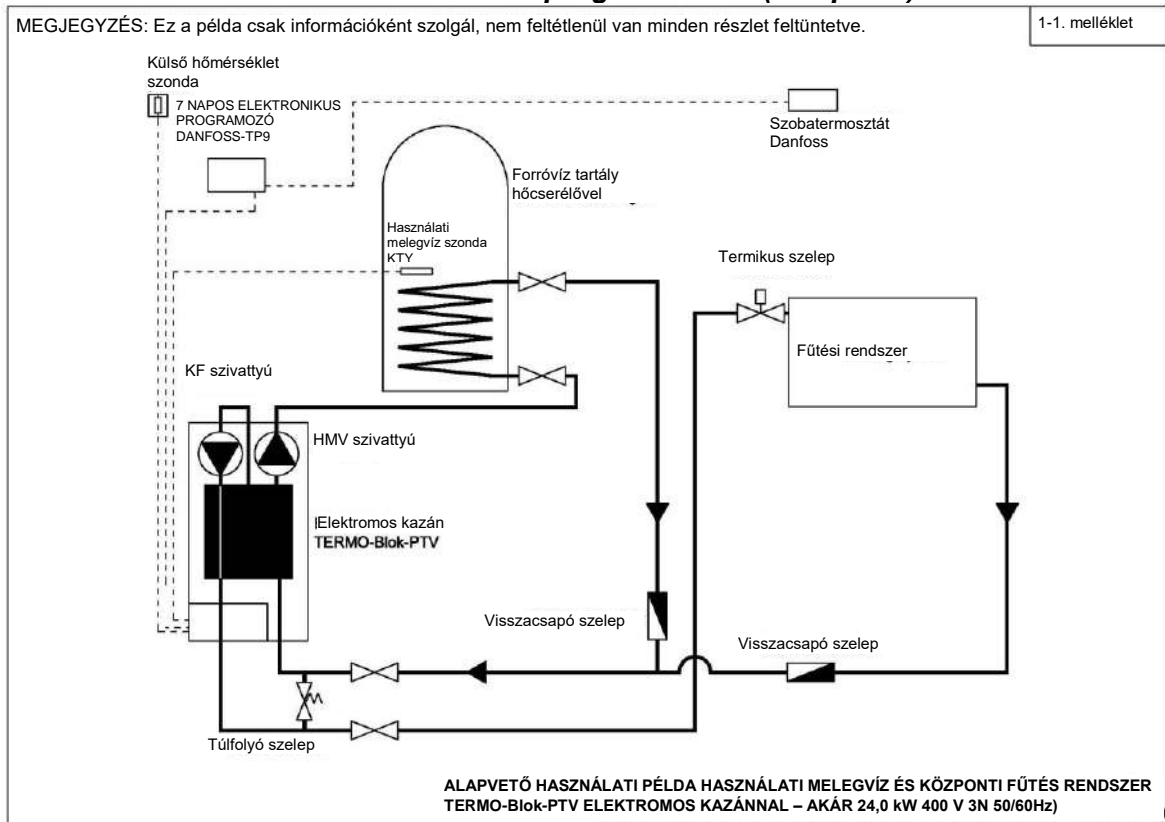 MEGJEGYZÉS: Ez a példa csak információként szolgál, nem feltétlenül van minden részlet feltüntetve.
1-1. melléklet
Külső hőmérséklet
szonda
7 NAPOS ELEKTRONIKUS
PROGRAMOZÓ
DANFOSS-TP9
Szobatermosztát
Danfoss
Forróvíz tartály
hőcserélővel
Használati
melegvíz szonda
KTY
Termikus szelep
Fűtési rendszer
KF szivattyú
HMV szivattyú
Elektromos kazán
TERMO-Blok-PTV
Visszacsapó szelep
Visszacsapó szelep
Túlfolyó szelep
ALAPVETŐ HASZNÁLATI PÉLDA HASZNÁLATI MELEGVÍZ ÉS KÖZPONTI FŰTÉS RENDSZER
TERMO-Blok-PTV ELEKTROMOS KAZÁNNAL – AKÁR 24,0 kW 400 V 3N 50/60Hz)